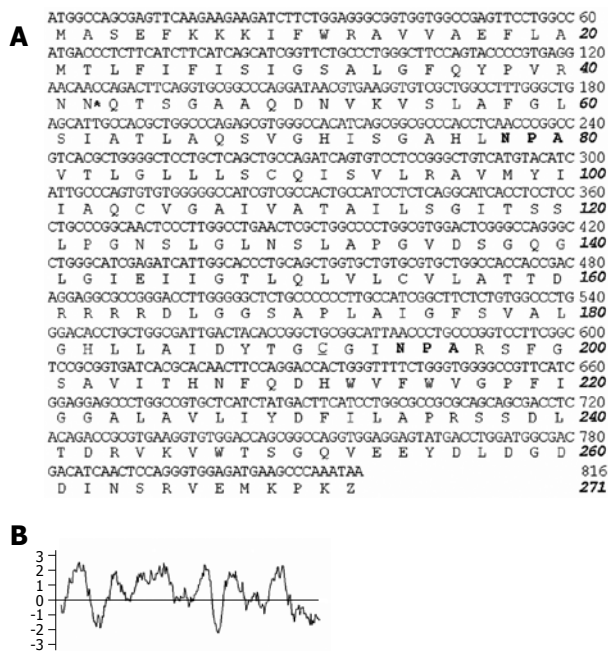 A
ATGGCCAGCGAGTTCAAGAAGAAGATCTTCTGGAGGGCGGTGGTGGCCGAGTTCCTGGCC 60
M A S E F K K K I F W R A V V A E F L A 20
ATGACCCTCTTCATCTTCATCAGCATCGGTTCTGCCCTGGGCTTCCAGTACCCCGTGAGG 120
M T L F I F I S I G S A L G F Q Y P V R 40
AACAACCAGACTTCAGGTGCGGCCCAGGATAACGTGAAGGTGTCGCTGGCCTTTGGGCTG 180
N N* Q T S G A A Q D N V K V S L A F G L 60
AGCATTGCCACGCTGGCCCAGAGCGTGGGCCACATCAGCGGCGCCCACCTCAACCCGGCC 240
S I A T L A Q S V G H I S G A H L N P A 80
GTCACGCTGGGGCTCCTGCTCAGCTGCCAGATCAGTGTCCTCCGGGCTGTCATGTACATC 300
V T L G L L L S C Q I S V L R A V M Y I 100
ATTGCCCAGTGTGTGGGGGCCATCGTCGCCACTGCCATCCTCTCAGGCATCACCTCCTCC 360
I A Q C V G A I V A T A I L S G I T S S 120
CTGCCCGGCAACTCCCTTGGCCTGAACTCGCTGGCCCCTGGCGTGGACTCGGGCCAGGGC 420
L P G N S L G L N S L A P G V D S G Q G 140
CTGGGCATCGAGATCATTGGCACCCTGCAGCTGGTGCTGTGCGTGCTGGCCACCACCGAC 480
L G I E I I G T L Q L V L C V L A T T D 160
AGGAGGCGCCGGGACCTTGGGGGCTCTGCCCCCCTTGCCATCGGCTTCTCTGTGGCCCTG 540
R R R R D L G G S A P L A I G F S V A L 180
GGACACCTGCTGGCGATTGACTACACCGGCTGCGGCATTAACCCTGCCCGGTCCTTCGGC 600
G H L L A I D Y T G C G I N P A R S F G 200
TCCGCGGTGATCACGCACAACTTCCAGGACCACTGGGTTTTCTGGGTGGGGCCGTTCATC 660
S A V I T H N F Q D H W V F W V G P F I 220
GGAGGAGCCCTGGCCGTGCTCATCTATGACTTCATCCTGGCCCCGCGCAGCAGCGACCTC 720
G G A L A V L I Y D F I L A P R S S D L 240
ACAGACCGCGTGAAGGTGTGGACCAGCGGCCAGGTGGAGGAGTATGACCTGGATGGCGAC 780
T D R V K V W T S G Q V E E Y D L D G D 260
GACATCAACTCCAGGGTGGAGATGAAGCCCAAATAA 816
D I N S R V E M K P K Z 271
B
3
2
1
0
-1
-2
-3